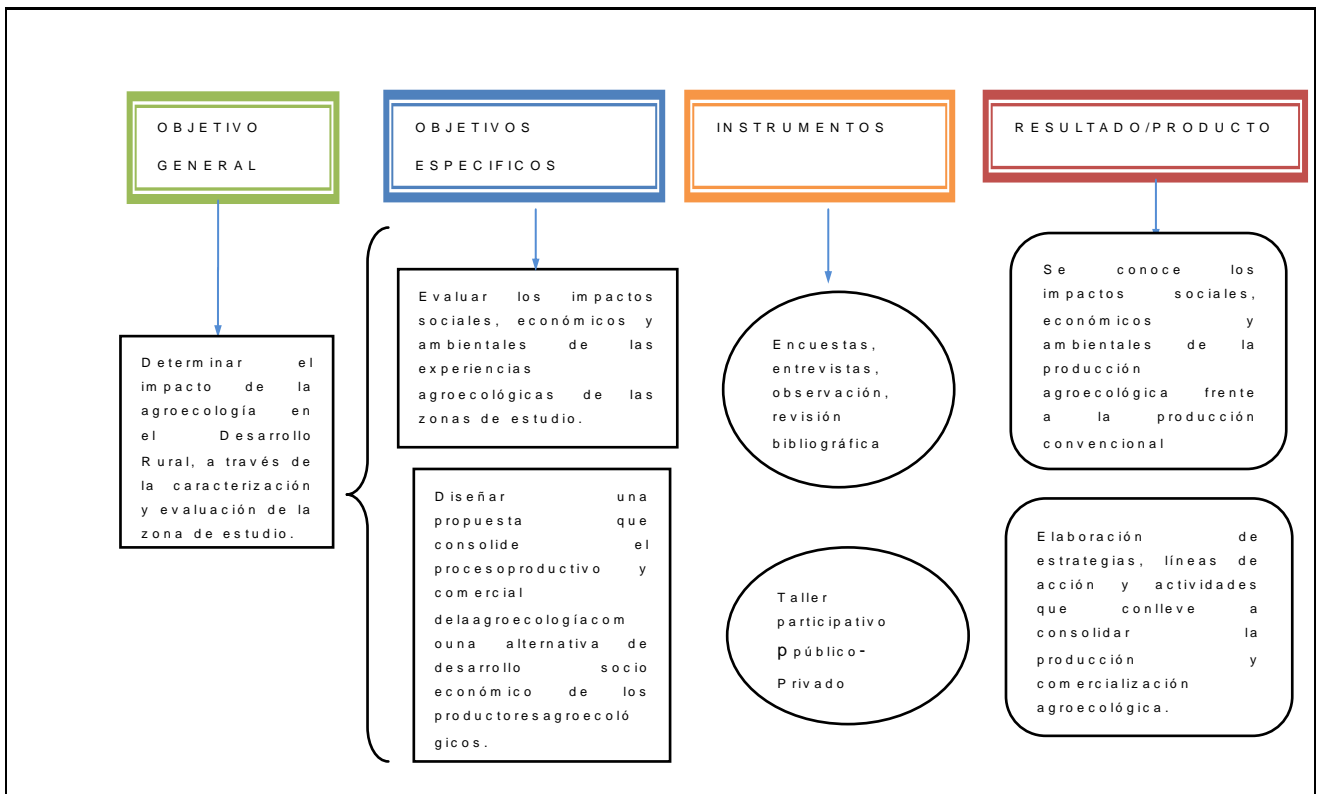 OBJETIVO
GENERAL
OBJETIVOS
ESPECIFICOS
INSTRUMENTOS
RESULTADO/PRODUCTO
Determinar el
impacto de la
agroecología en
el Desarrollo
Rural, a través de
la caracterización
y evaluación de la
zona de estudio.
Evaluar los impactos
sociales, económicos y
ambientales de las
experiencias
agroecológicas de las
zonas de estudio.
Diseñar una
propuesta que
consolide el
procesoproductivo y
comercial
delaagroecologíacom
ouna alternativa de
desarrollo socio
económico de los
productoresagroecoló
gicos.
Encuestas,
entrevistas,
observación,
revisión
bibliográfica
Taller
participativo
ppúblico-
Privado
Se conoce los
impactos sociales,
económicos y
ambientales de la
producción
agroecológica frente
a la producción
convencional
Elaboración de
estrategias, líneas de
acción y actividades
que conlleve a
consolidar la
producción y
comercialización
agroecológica.